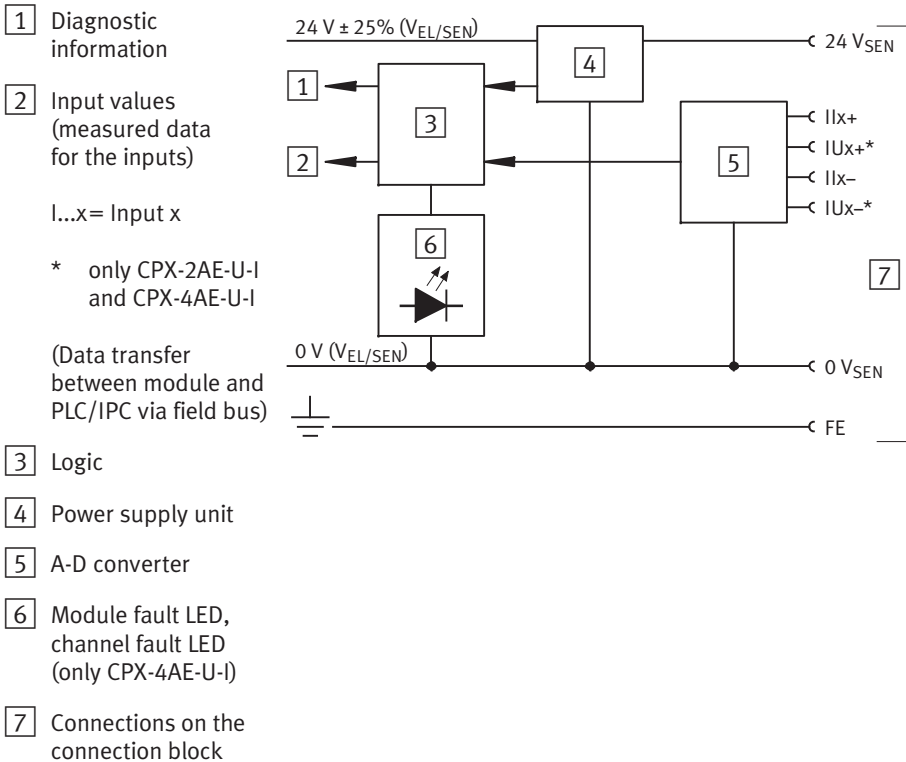 1 Diagnostic
information
2 Input values
(measured data
for the inputs)
I...x= Input x
* only CPX-2AE-U-I
and CPX-4AE-U-I
(Data transfer
between module and
PLC/IPC via field bus)
3 Logic
4 Power supply unit
5 A-D converter
6 Module fault LED,
channel fault LED
(only CPX-4AE-U-I)
7 Connections on the
connection block
24 V ± 25% (VEL/SEN)
4
24 VSEN
1
3
2
5
IIx+
IUx+*
IIx–
IUx–*
6
7
0 V (VEL/SEN)
0 VSEN
FE